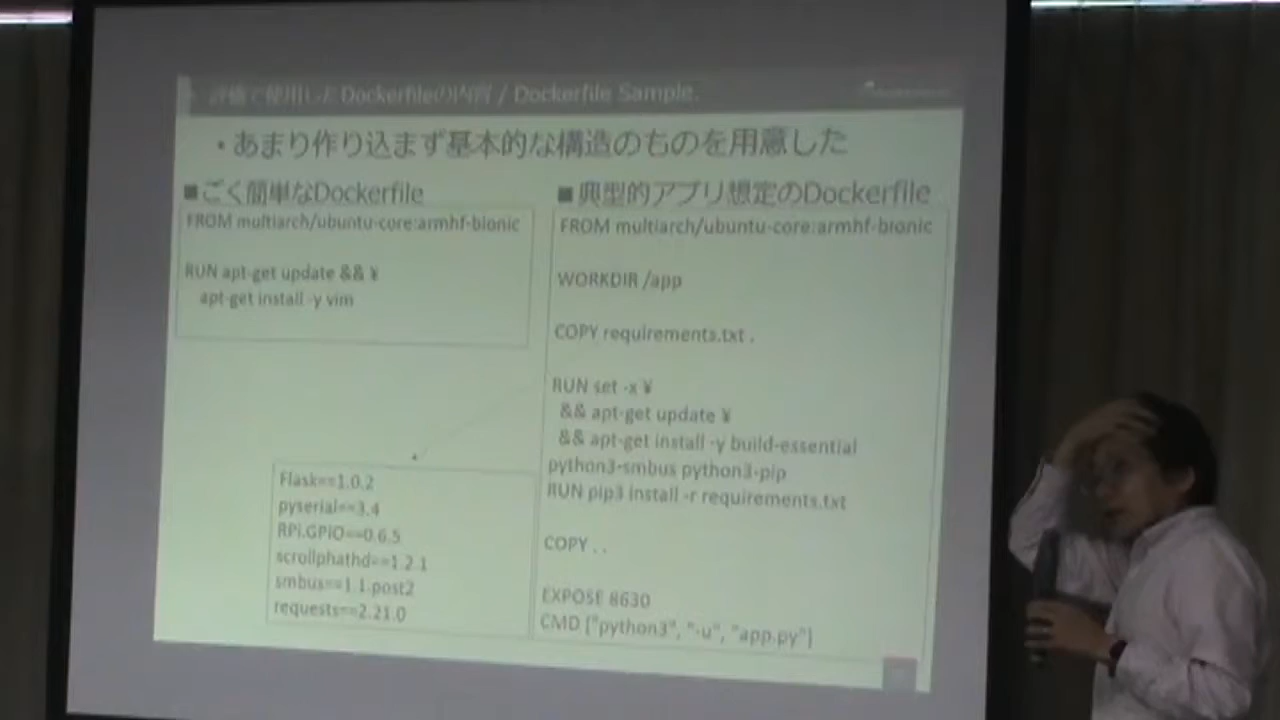 評価で使用したDockerfileの内容 / Dockerfile Sample.
・あまり作り込まず基本的な構造のものを用意した
■ごく簡単なDockerfile
FROM multiarch/ubuntu-core:armhf-bionic
RUN apt-get update && ¥
apt-get install -y vim
■典型的アプリ想定のDockerfile
FROM multiarch/ubuntu-core:armhf-bionic
WORKDIR /app
COPY requirements.txt .
RUN set -x ¥
&& apt-get update ¥
&& apt-get install -y build-essential
python3-smbus python3-pip
RUN pip3 install -r requirements.txt
COPY . .
EXPOSE 8630
CMD ["python3", "-u", "app.py"]
Flask==1.0.2
pyserial==3.4
RPi.GPIO==0.6.5
scrollphathd==1.2.1
smbus==1.1.post2
requests==2.21.0